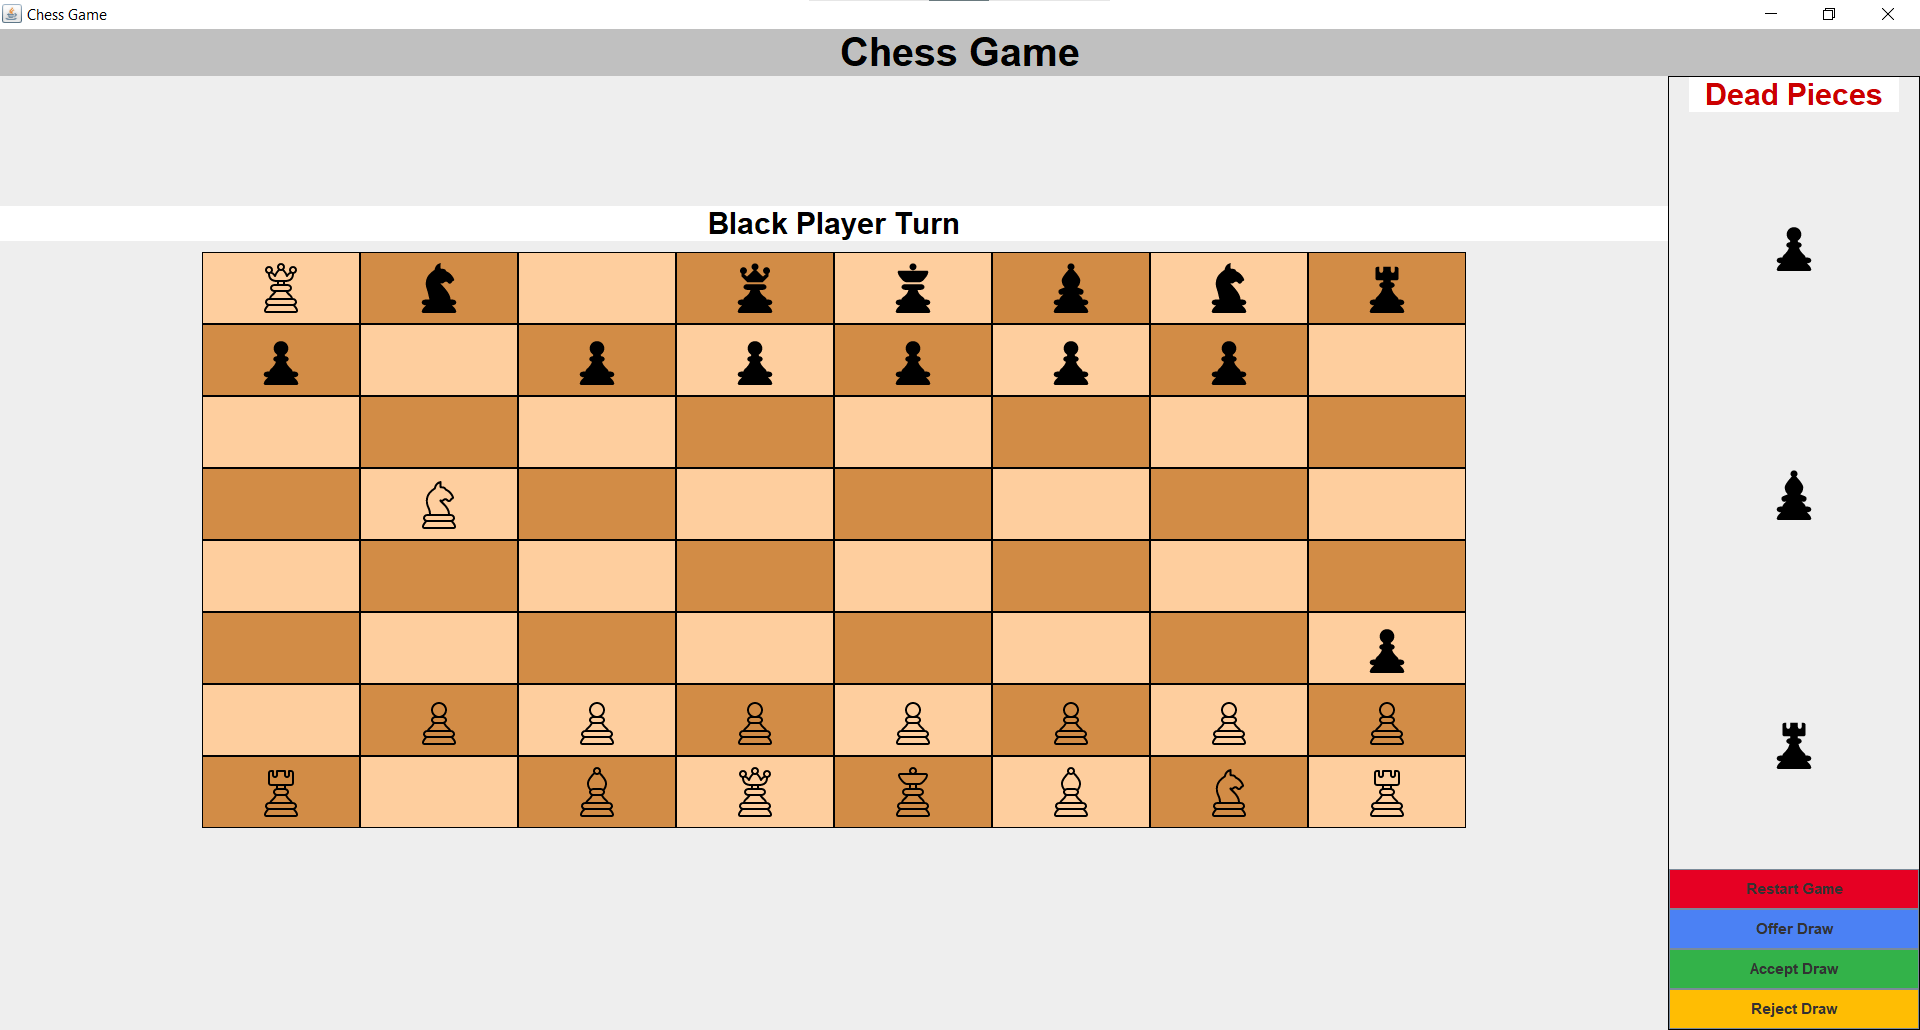 Chess Game
Chess Game
Dead Pieces
Black Player Turn
Restart Game
Offer Draw
Accept Draw
Reject Draw